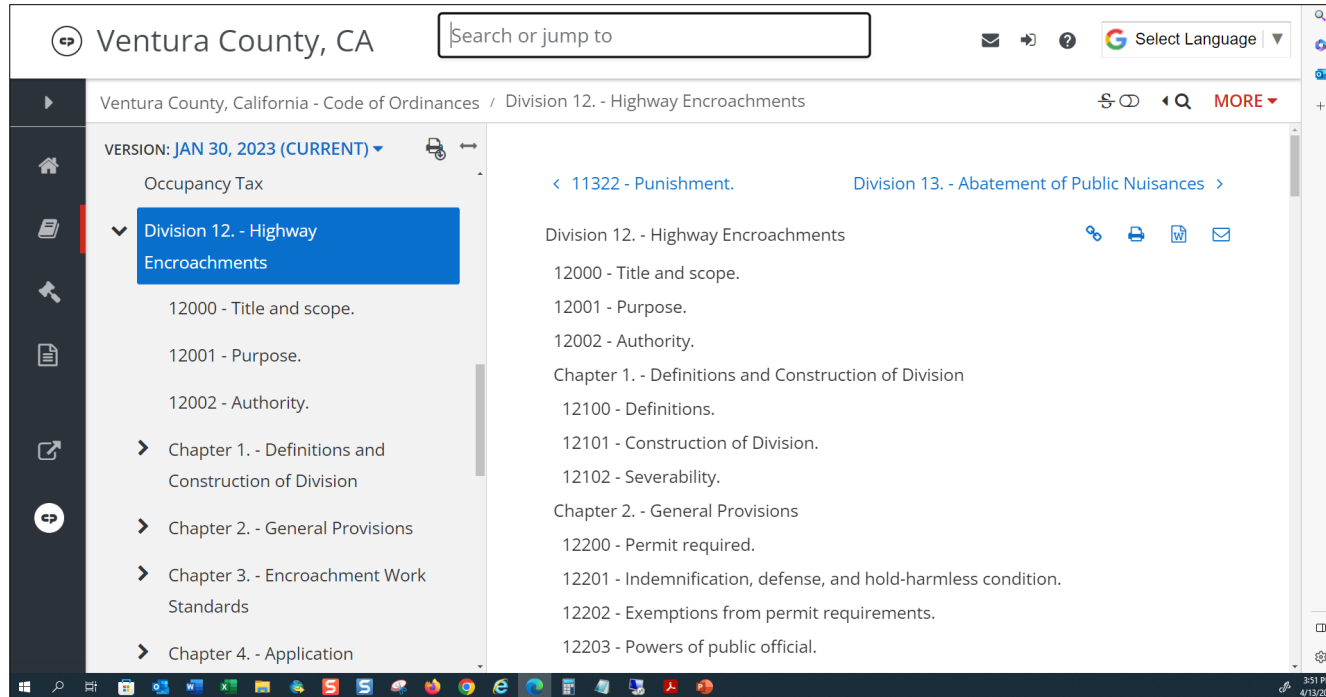 Ventura County, CA
Search or jump to
Select Language
Ventura County, California - Code of Ordinances / Division 12. - Highway Encroachments
MORE
VERSION: JAN 30, 2023 (CURRENT)
Occupancy Tax
Division 12. - Highway
Encroachments
12000 - Title and scope.
12001 - Purpose.
12002 - Authority.
Chapter 1. - Definitions and
Construction of Division
Chapter 2. - General Provisions
Chapter 3. - Encroachment Work
Standards
Chapter 4. - Application
< 11322 - Punishment.
Division 13. - Abatement of Public Nuisances >
Division 12. - Highway Encroachments
12000 - Title and scope.
12001 - Purpose.
12002 - Authority.
Chapter 1. - Definitions and Construction of Division
12100 - Definitions.
12101 - Construction of Division.
12102 - Severability.
Chapter 2. - General Provisions
12200 - Permit required.
12201 - Indemnification, defense, and hold-harmless condition.
12202 - Exemptions from permit requirements.
12203 - Powers of public official.
3:51 P